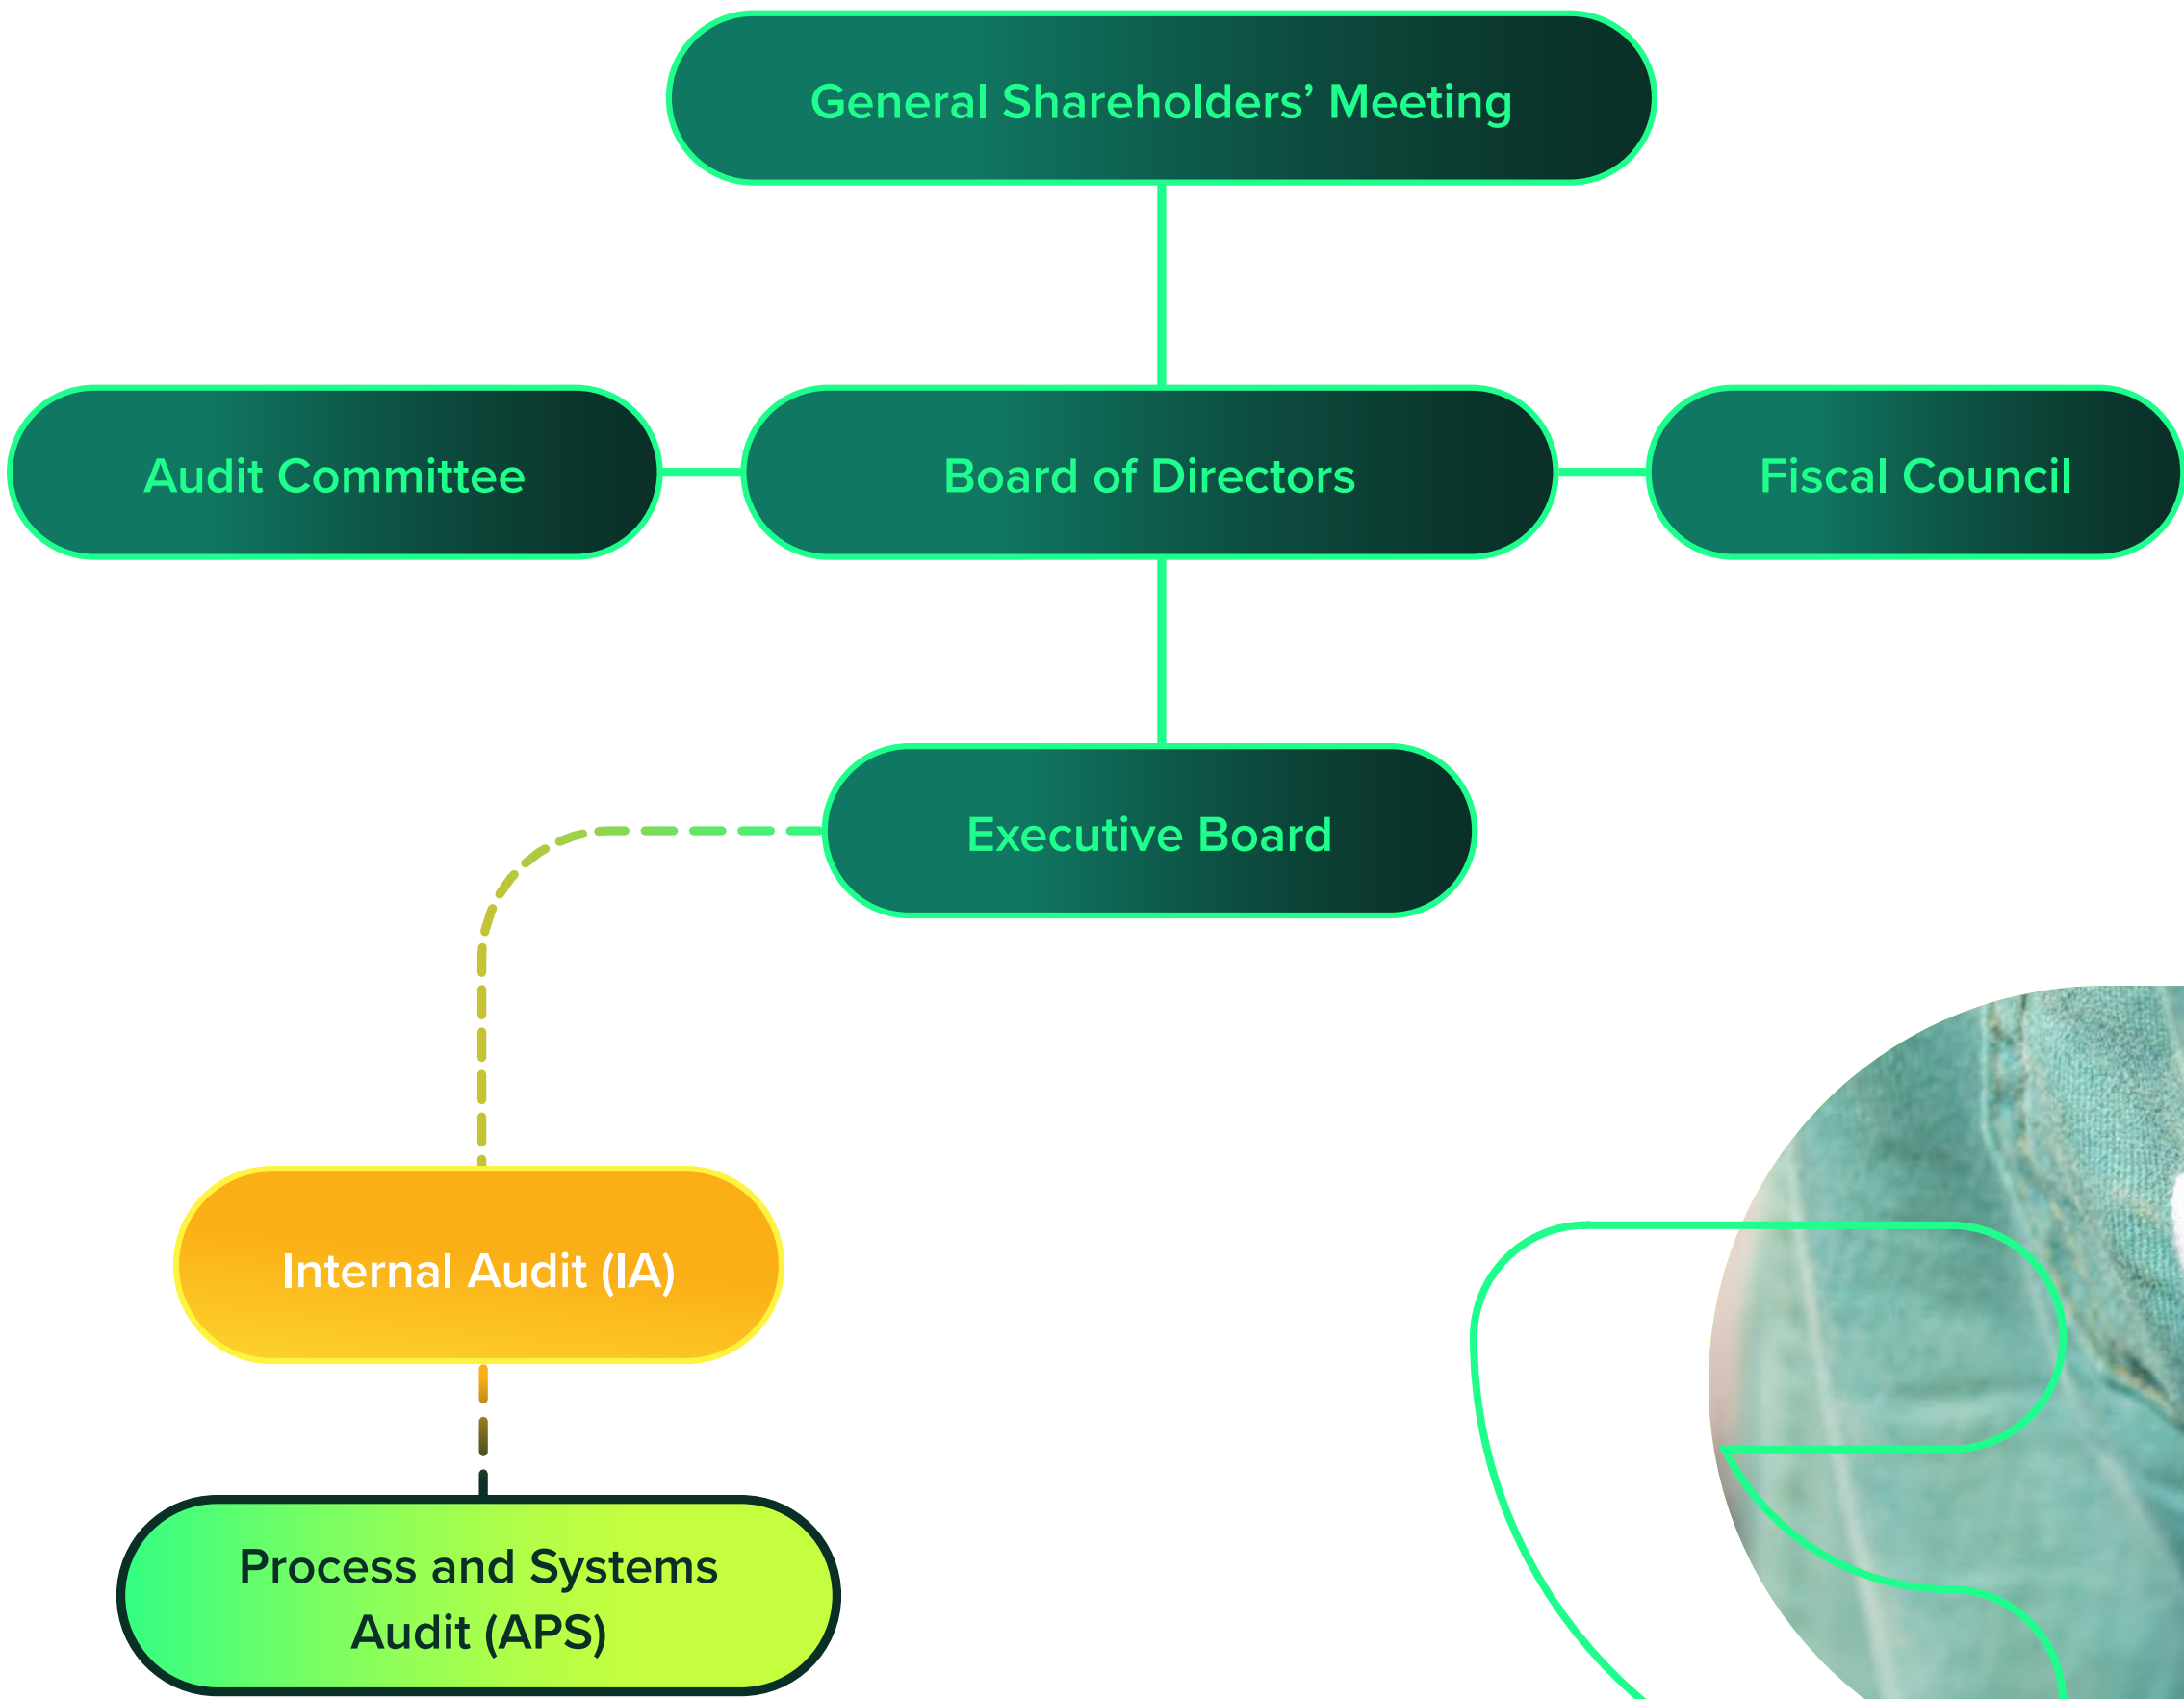 General Shareholders’ Meeting
Audit Committee
Board of Directors
Fiscal Council
Executive Board
Internal Audit (IA)
Process and Systems
Audit (APS)